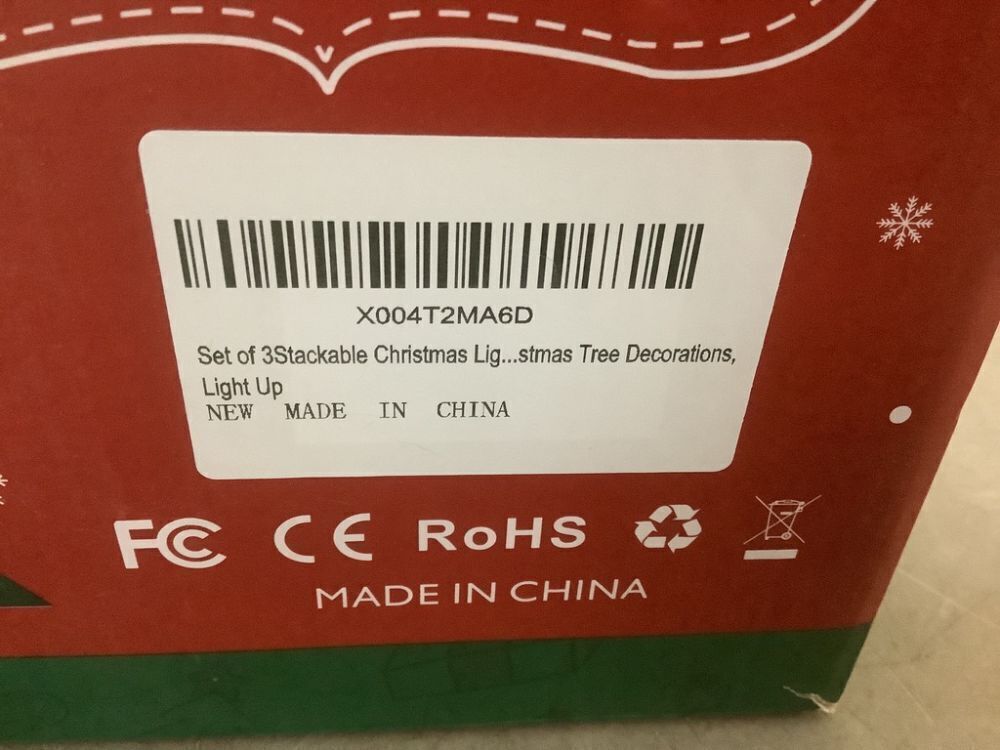 X004T2MA6D
Set of 3Stackable Christmas Lig...stmas Tree Decorations,
Light Up
NEW MADE IN CHINA
FC CE RoHS
MADE IN CHINA